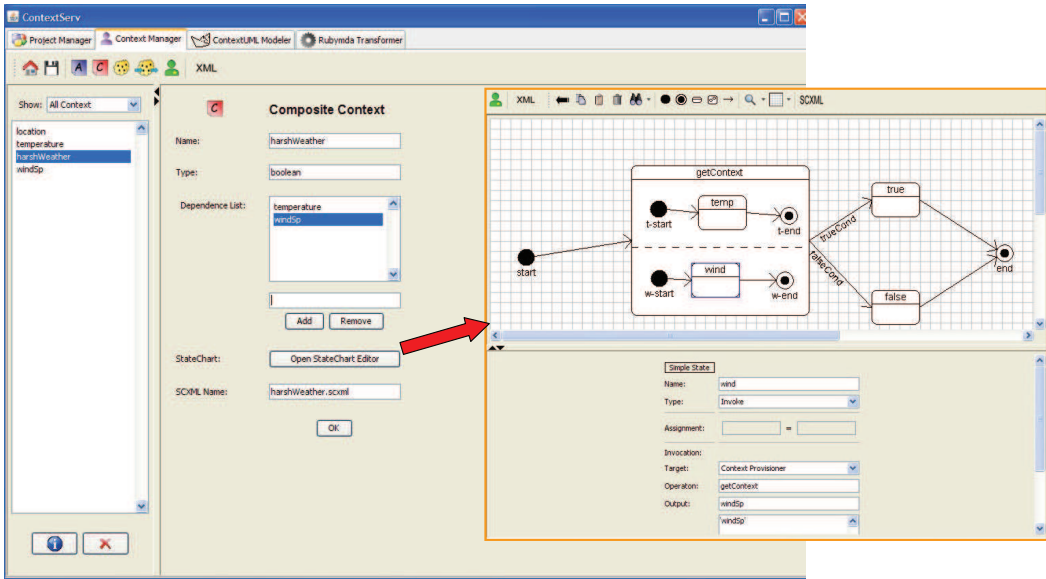 ContextServ
Project Manager
Context Manager
ContextUML Modeler
Rubymda Transformer
A C XML
Show: All Context
location
temperature
harshWeather
windSp
C Composite Context
Name: harshWeather
Type: boolean
Dependence List: temperature
windSp
Add Remove
StateChart: Open StateChart Editor
SCXML Name: harshWeather.scxml
OK
XML SCXML
getContext
temp
t-start
t-end
true
trueCond
start
wind
w-start
w-end
falseCond
false
end
Simple State
Name: wind
Type: Invoke
Assignment: =
Invocation:
Target: Context Provisioner
Operaton: getContext
Output: windSp
'windSp'